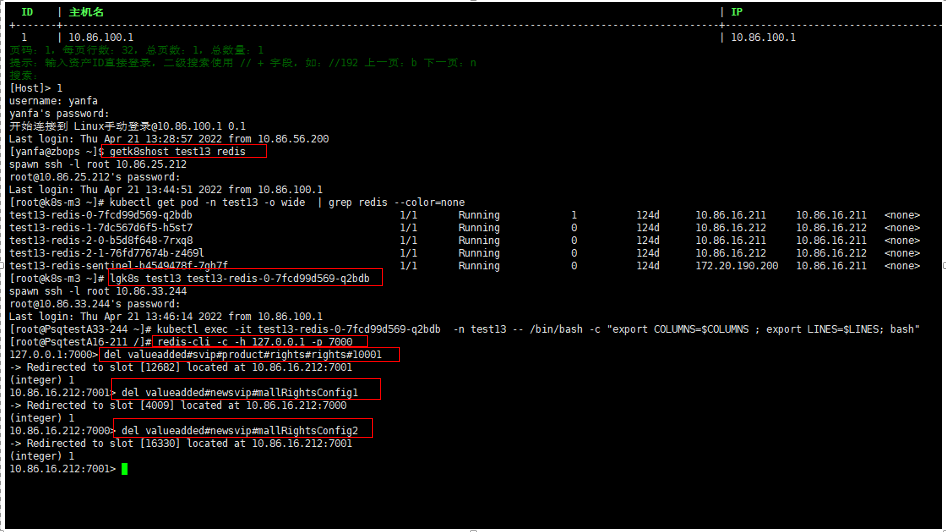 ID | 主机名 | IP
1 | 10.86.100.1 | 10.86.100.1
页码: 1, 每页行数: 32, 总页数: 1, 总数量: 1
提示: 输入资产ID直接登录, 二级搜索使用 // + 字段, 如: //192 上一页: b 下一页: n
搜索:
[Host]> 1
username: yanfa
yanfa's password:
开始连接到 Linux手动登录@10.86.100.1 0.1
Last login: Thu Apr 21 13:28:57 2022 from 10.86.56.200
[yanfa@zbops ~]$ getk8shost test13 redis
spawn ssh -l root 10.86.25.212
root@10.86.25.212's password:
Last login: Thu Apr 21 13:44:51 2022 from 10.86.100.1
[root@k8s-m3 ~]# kubectl get pod -n test13 -o wide | grep redis --color=none
test13-redis-0-7fcd99d569-q2bdb 1/1 Running 1 124d 10.86.16.211 10.86.16.211 <none>
test13-redis-1-7dc567d6f5-h5st7 1/1 Running 0 124d 10.86.16.212 10.86.16.212 <none>
test13-redis-2-0-b5d8f648-7rxq8 1/1 Running 0 124d 10.86.16.211 10.86.16.211 <none>
test13-redis-2-1-76fd77674b-z469l 1/1 Running 0 124d 10.86.16.212 10.86.16.212 <none>
test13-redis-sentinel-b4549478f-7gh7f 1/1 Running 0 124d 172.20.190.200 10.86.16.211 <none>
[root@k8s-m3 ~]# lgk8s test13 test13-redis-0-7fcd99d569-q2bdb
spawn ssh -l root 10.86.33.244
root@10.86.33.244's password:
Last login: Thu Apr 21 13:46:14 2022 from 10.86.100.1
[root@PsqtestA33-244 ~]# kubectl exec -it test13-redis-0-7fcd99d569-q2bdb -n test13 -- /bin/bash -c "export COLUMNS=$COLUMNS ; export LINES=$LINES; bash"
[root@PsqtestA16-211 /]# redis-cli -c -h 127.0.0.1 -p 7000
127.0.0.1:7000> del valueadded#svip#product#rights#rights#10001
-> Redirected to slot [12682] located at 10.86.16.212:7001
(integer) 1
10.86.16.212:7001> del valueadded#newsvip#mallRightsConfig1
-> Redirected to slot [4009] located at 10.86.16.212:7000
(integer) 1
10.86.16.212:7000> del valueadded#newsvip#mallRightsConfig2
-> Redirected to slot [16330] located at 10.86.16.212:7001
(integer) 1
10.86.16.212:7001>